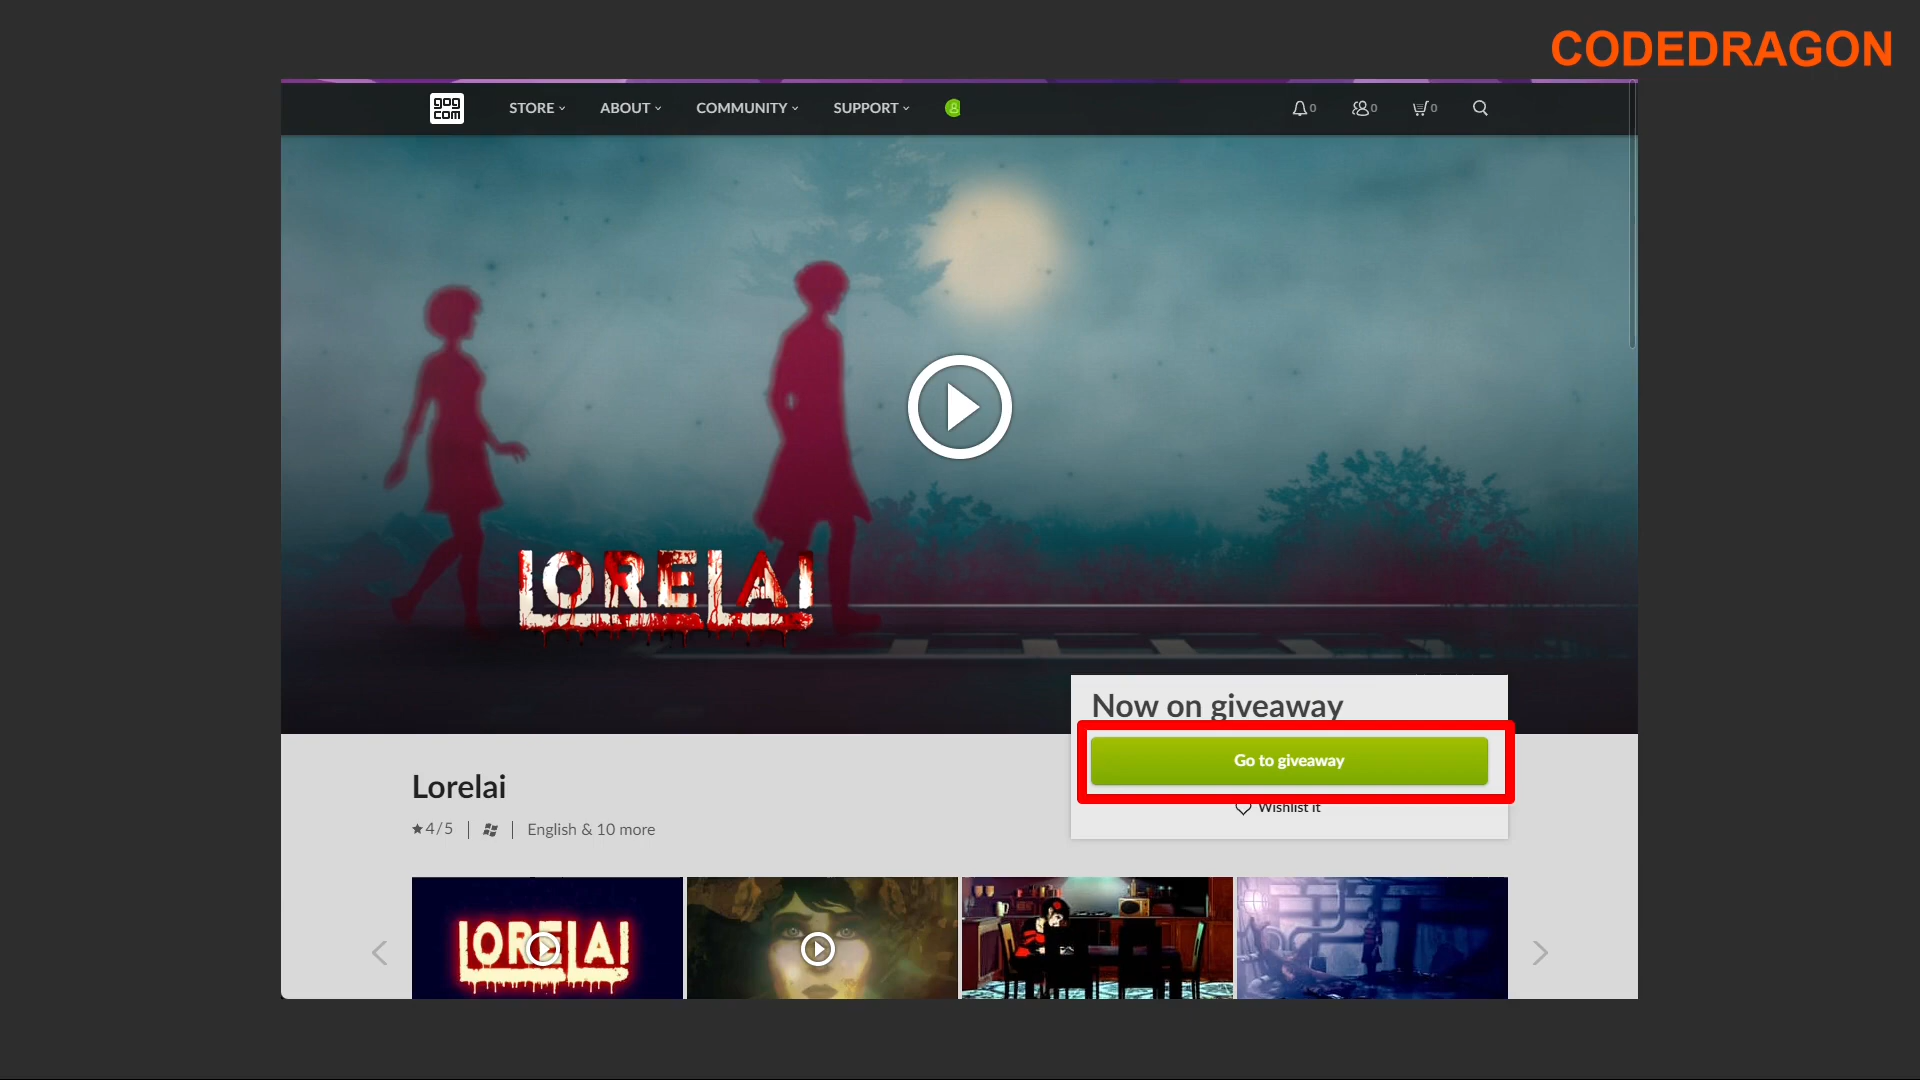 CODEDRAGON
gog
com
STORE ABOUT COMMUNITY SUPPORT 0 0 0
LORELAI
Now on giveaway
Go to giveaway
Wishlist it
Lorelai
4/5 | | English & 10 more
LORELAI